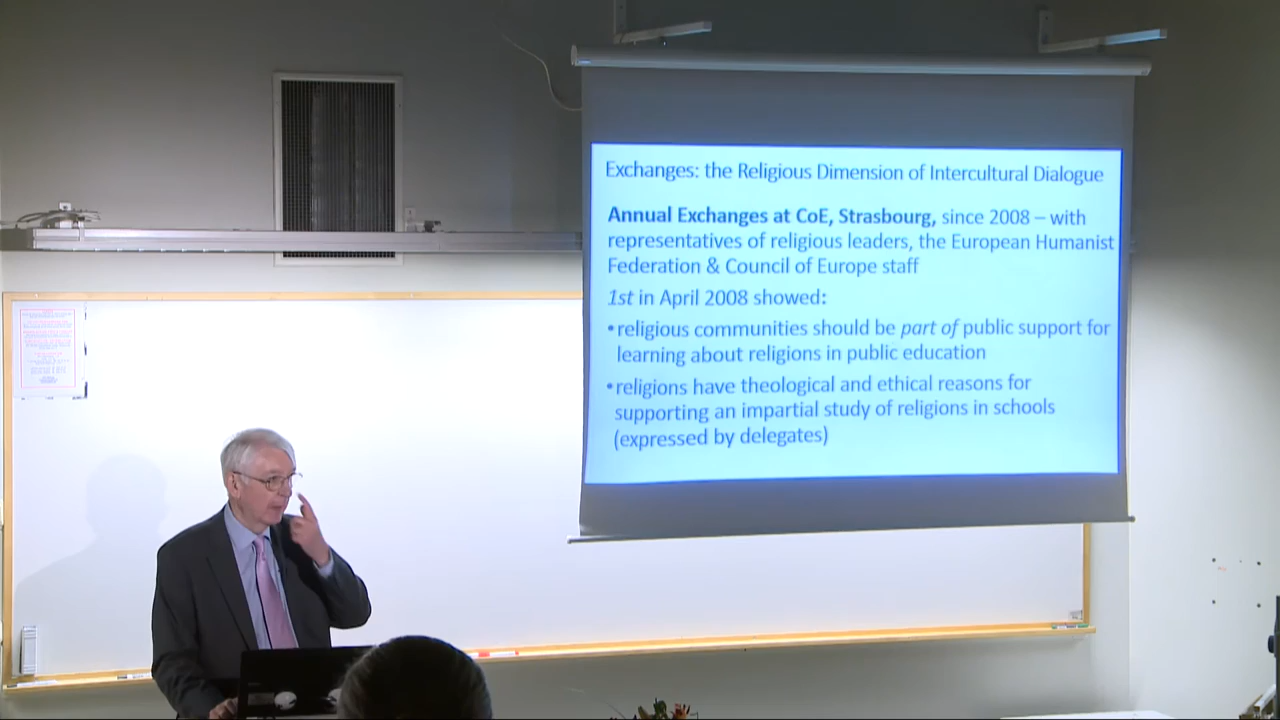 Exchanges: the Religious Dimension of Intercultural Dialogue
Annual Exchanges at CoE, Strasbourg, since 2008 – with
representatives of religious leaders, the European Humanist
Federation & Council of Europe staff
1st in April 2008 showed:
•religious communities should be part of public support for
learning about religions in public education
•religions have theological and ethical reasons for
supporting an impartial study of religions in schools
(expressed by delegates)